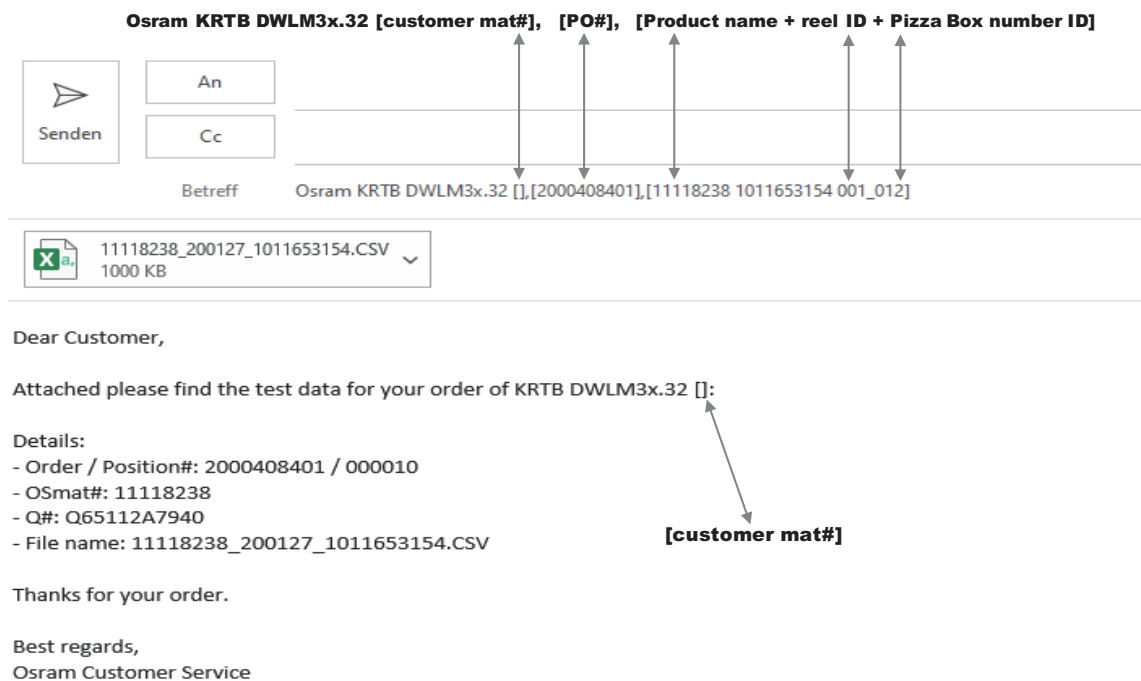 Osram KRTB DWLM3x.32 [customer mat#], [PO#], [Product name + reel ID + Pizza Box number ID]
An
Senden
Cc
Betreff Osram KRTB DWLM3x.32 [],[2000408401],[11118238 1011653154 001_012]
11118238_200127_1011653154.CSV
1000 KB
Dear Customer,
Attached please find the test data for your order of KRTB DWLM3x.32 []:
Details:
- Order / Position#: 2000408401 / 000010
- OSmat#: 11118238
- Q#: Q65112A7940
- File name: 11118238_200127_1011653154.CSV
[customer mat#]
Thanks for your order.
Best regards,
Osram Customer Service